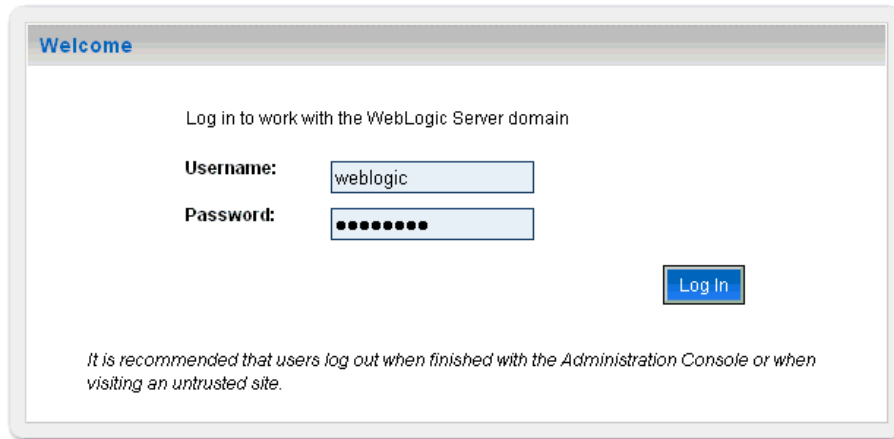 Welcome
Log in to work with the WebLogic Server domain
Username:
weblogic
Password:
••••••••
Log In
It is recommended that users log out when finished with the Administration Console or when
visiting an untrusted site.